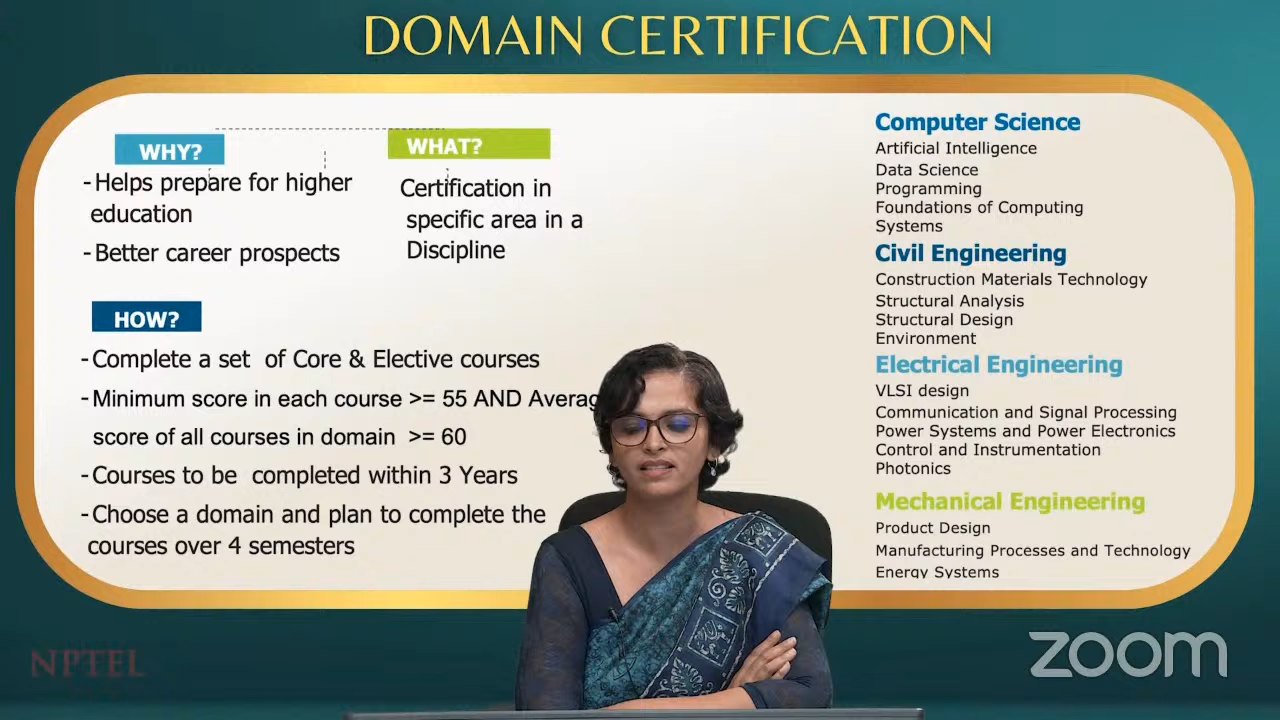 DOMAIN CERTIFICATION
WHY?
-Helps prepare for higher
education
-Better career prospects
WHAT?
Certification in
specific area in a
Discipline
HOW?
-Complete a set of Core & Elective courses
-Minimum score in each course >= 55 AND Averag
score of all courses in domain >= 60
-Courses to be completed within 3 Years
-Choose a domain and plan to complete the
courses over 4 semesters
Computer Science
Artificial Intelligence
Data Science
Programming
Foundations of Computing
Systems
Civil Engineering
Construction Materials Technology
Structural Analysis
Structural Design
Environment
Electrical Engineering
VLSI design
Communication and Signal Processing
Power Systems and Power Electronics
Control and Instrumentation
Photonics
Mechanical Engineering
Product Design
Manufacturing Processes and Technology
Energy Systems
NPTEL
zoom